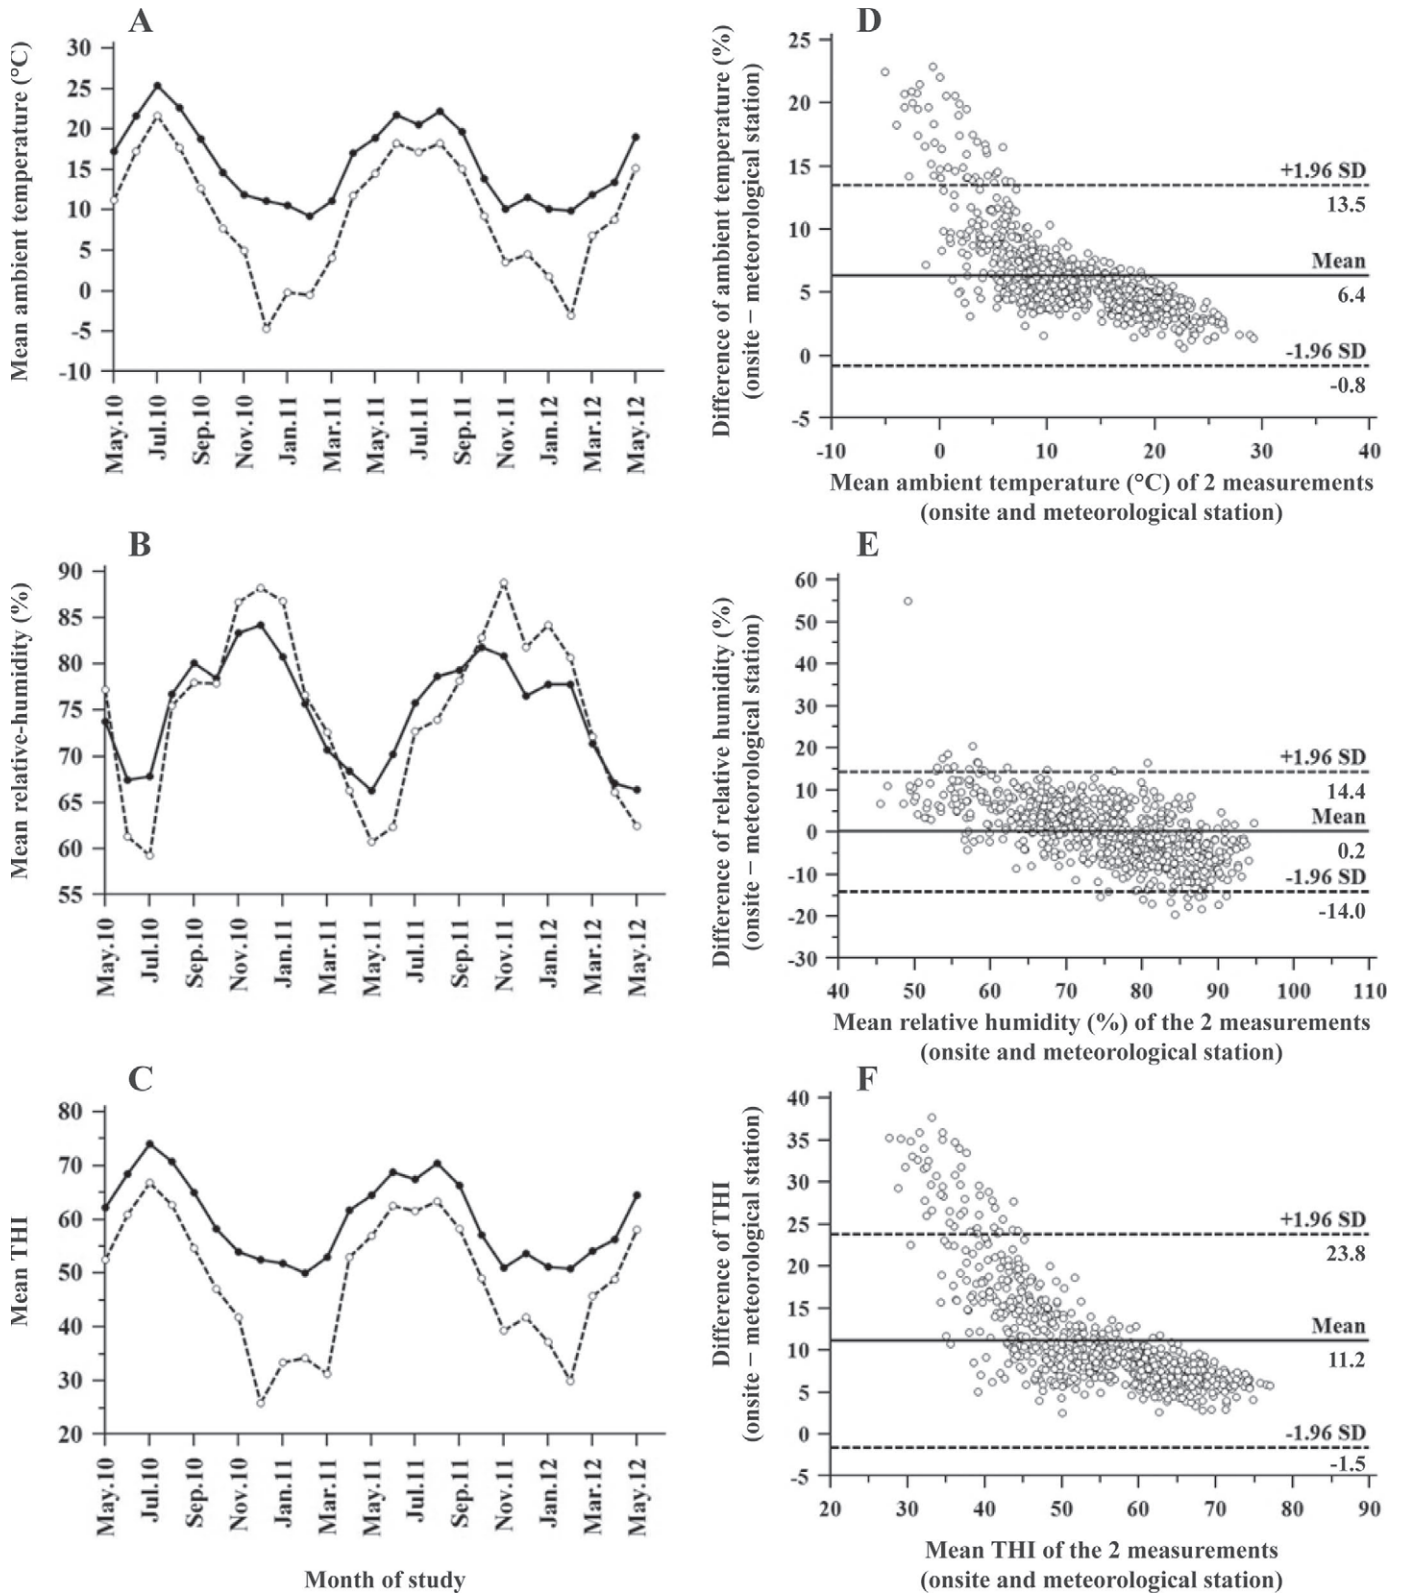 A
Mean ambient temperature (°C)
30
25
20
15
10
5
0
-5
-10
May.10
Jul.10
Sep.10
Nov.10
Jan.11
Mar.11
May.11
Jul.11
Sep.11
Nov.11
Jan.12
Mar.12
May.12
D
Difference of ambient temperature (%)
(onsite – meteorological station)
25
20
15
10
5
0
-5
+1.96 SD
13.5
Mean
6.4
-1.96 SD
-0.8
-10 0 10 20 30 40
Mean ambient temperature (°C) of 2 measurements
(onsite and meteorological station)
B
Mean relative-humidity (%)
90
85
80
75
70
65
60
55
May.10
Jul.10
Sep.10
Nov.10
Jan.11
Mar.11
May.11
Jul.11
Sep.11
Nov.11
Jan.12
Mar.12
May.12
E
Difference of relative humidity (%)
(onsite – meteorological station)
60
50
40
30
20
10
0
-10
-20
-30
+1.96 SD
14.4
Mean
0.2
-1.96 SD
-14.0
40 50 60 70 80 90 100 110
Mean relative humidity (%) of the 2 measurements
(onsite and meteorological station)
C
Mean THI
80
70
60
50
40
30
20
May.10
Jul.10
Sep.10
Nov.10
Jan.11
Mar.11
May.11
Jul.11
Sep.11
Nov.11
Jan.12
Mar.12
May.12
Month of study
F
Difference of THI
(onsite – meteorological station)
40
35
30
25
20
15
10
5
0
-5
+1.96 SD
23.8
Mean
11.2
-1.96 SD
-1.5
20 30 40 50 60 70 80 90
Mean THI of the 2 measurements
(onsite and meteorological station)